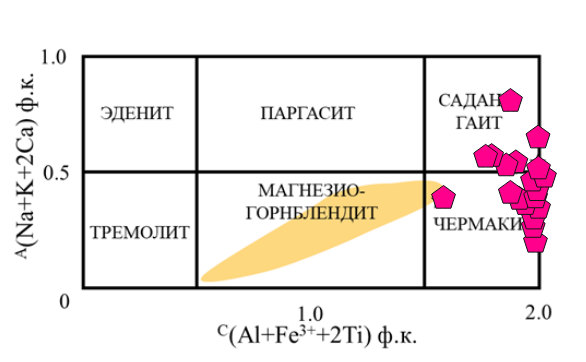 1.0
ЭДЕНИТ
ПАРГАСИТ
САДАН
ГАИТ
A(Na+K+2Ca) ф.к.
0.5
МАГНЕЗИО-
ГОРНБЛЕНДИТ
ТРЕМОЛИТ
ЧЕРМАКИ
0
1.0
2.0
C(Al+Fe3++2Ti) ф.к.